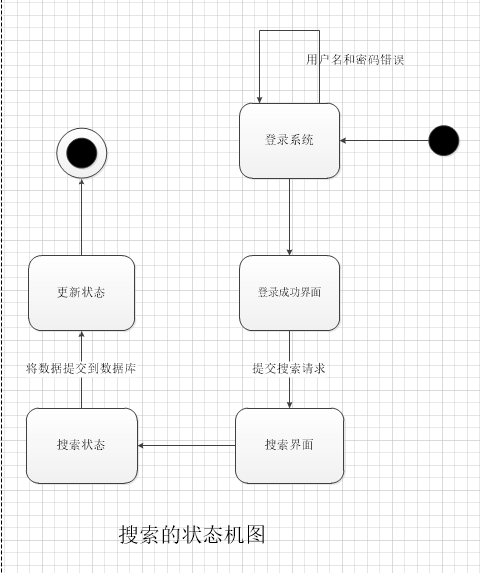 用户名和密码错误
登录系统
更新状态
登录成功界面
将数据提交到数据库
提交搜索请求
搜索状态
搜索界面
搜索的状态机图